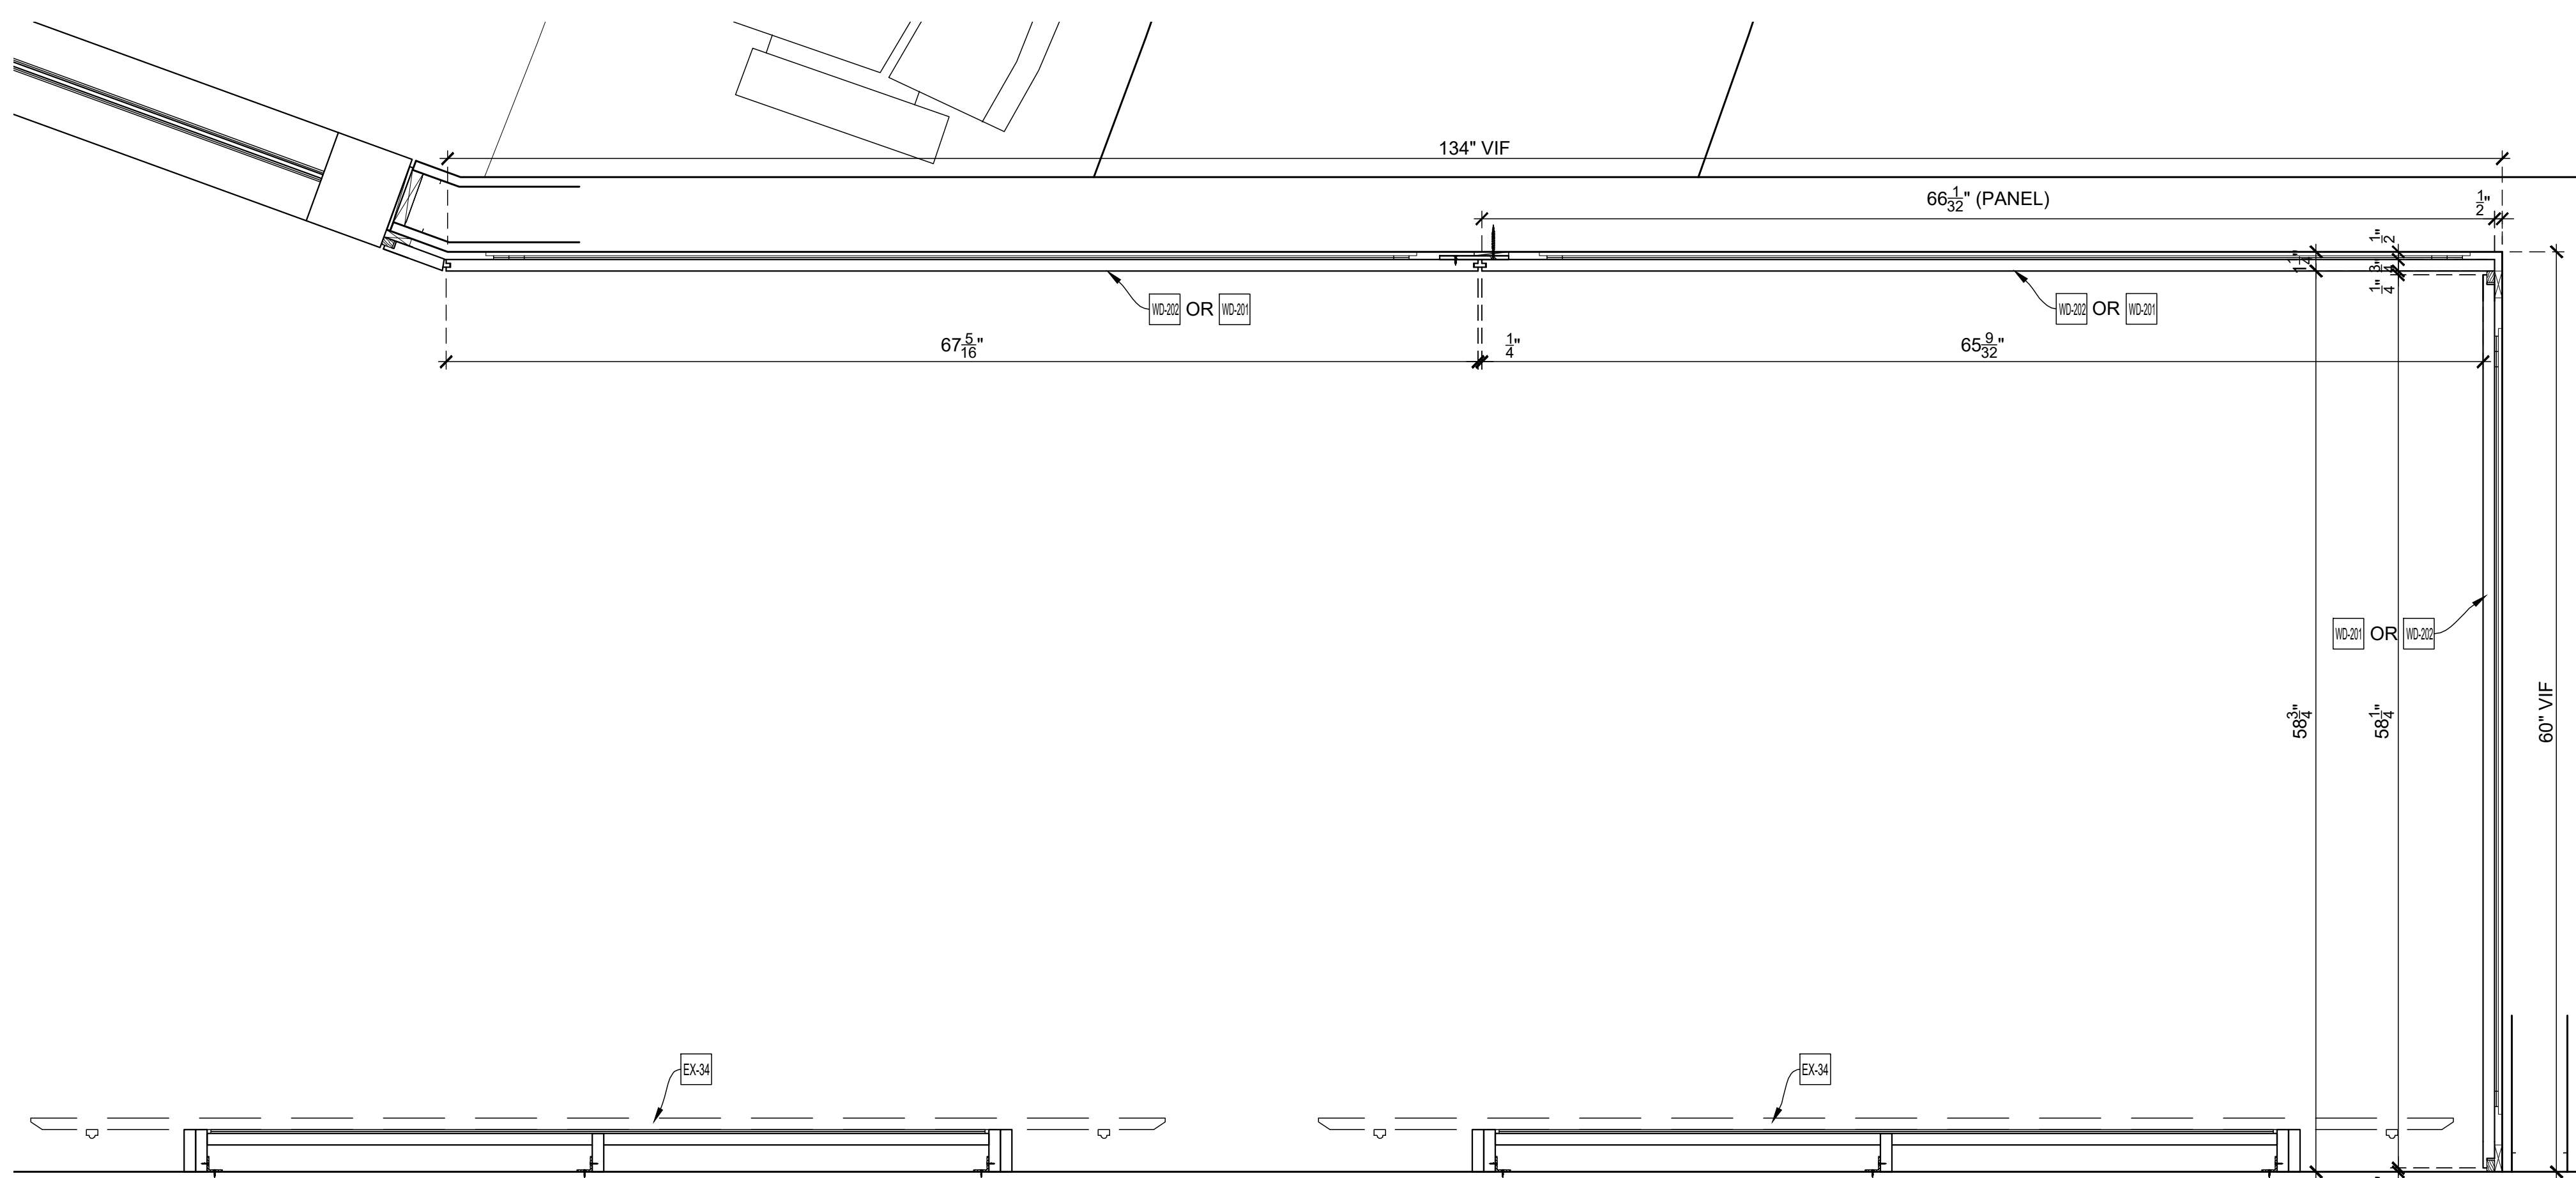 134" VIF
66 1/32" (PANEL)
1/2"
1/2"
1 1/4"
3/4"
1/4"
WD-202 OR WD-201
WD-202 OR WD-201
67 5/16"
1/4"
65 9/32"
WD-201 OR WD-202
58 3/4"
58 1/4"
60" VIF
EX-34
EX-34